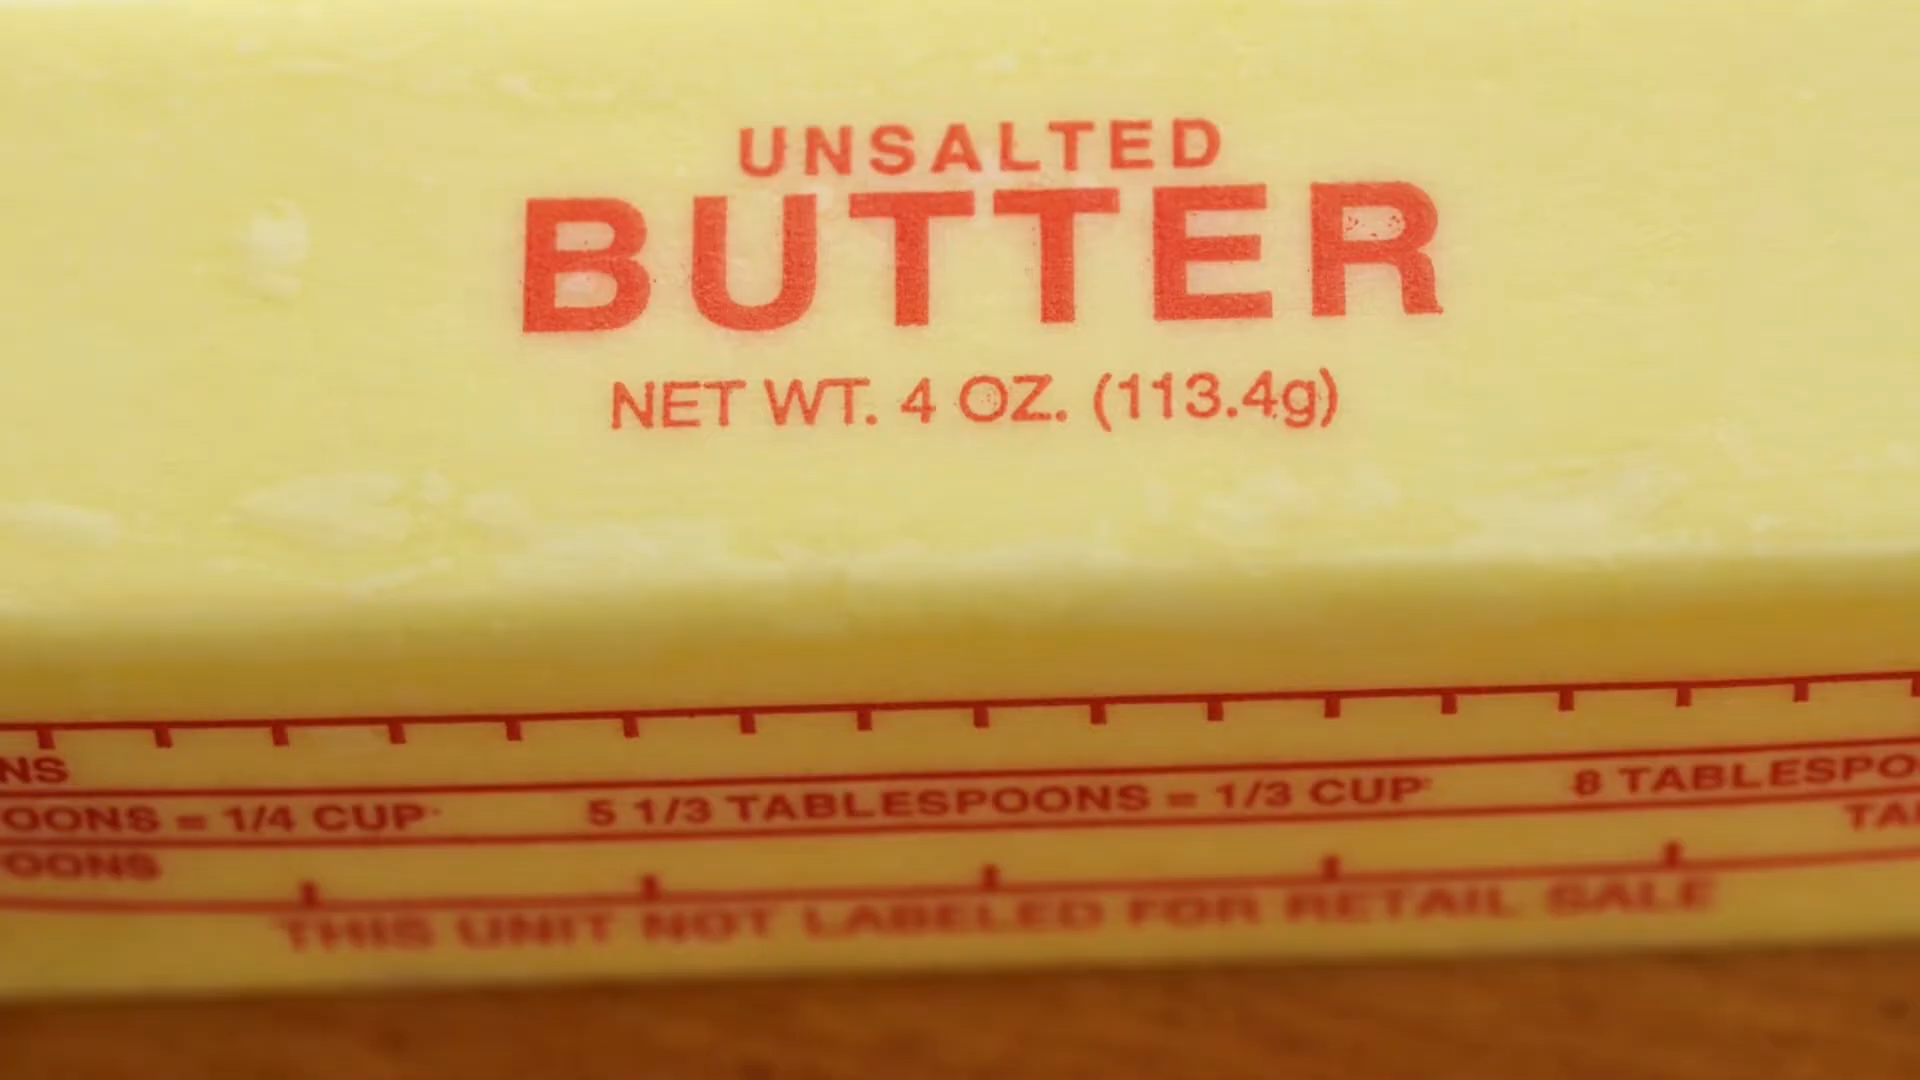 UNSALTED
BUTTER
NET WT. 4 OZ. (113.4g)
NS
OONS = 1/4 CUP 5 1/3 TABLESPOONS = 1/3 CUP 8 TABLESPO
OONS TA
THIS UNIT NOT LABELED FOR RETAIL SALE